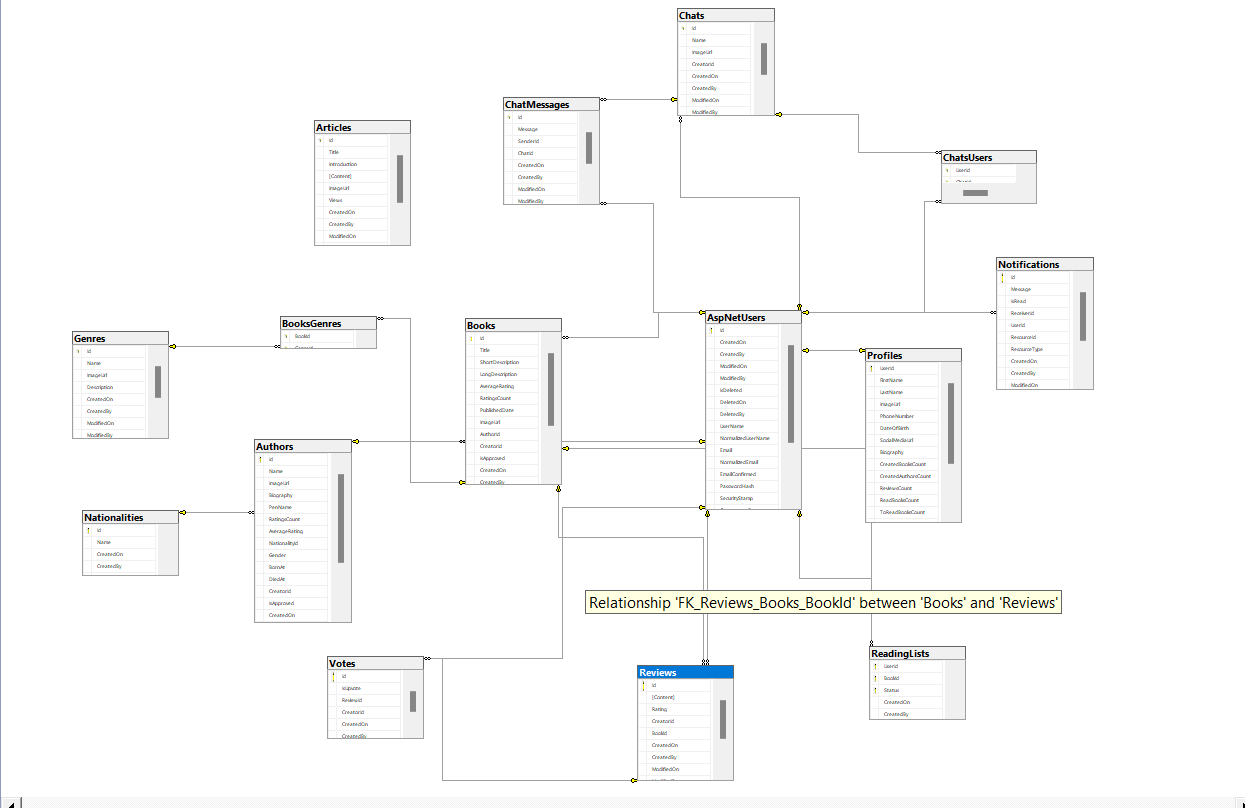 Chats
Id
Name
ImageUrl
CreatorId
CreatedOn
CreatedBy
ModifiedOn
ModifiedBy
ChatMessages
Id
Message
SenderId
ChatId
CreatedOn
CreatedBy
ModifiedOn
ModifiedBy
Articles
Id
Title
Introduction
[Content]
ImageUrl
Views
CreatedOn
CreatedBy
ModifiedOn
ChatsUsers
UserId
Notifications
Id
Message
IsRead
ReceiverId
UserId
ResourceId
ResourceType
CreatedOn
CreatedBy
ModifiedOn
Genres
Id
Name
ImageUrl
Description
CreatedOn
CreatedBy
ModifiedOn
ModifiedBy
BooksGenres
BookId
Books
Id
Title
ShortDescription
LongDescription
AverageRating
RatingsCount
PublishedDate
ImageUrl
AuthorId
CreatorId
IsApproved
CreatedOn
CreatedBy
AspNetUsers
Id
CreatedOn
CreatedBy
ModifiedOn
ModifiedBy
IsDeleted
DeletedOn
DeletedBy
UserName
NormalizedUserName
Email
NormalizedEmail
EmailConfirmed
PasswordHash
SecurityStamp
Profiles
UserId
FirstName
LastName
ImageUrl
PhoneNumber
DateOfBirth
SocialMediaUrl
Biography
CreatedBooksCount
CreatedAuthorsCount
ReviewsCount
ReadBooksCount
ToReadBooksCount
Authors
Id
Name
ImageUrl
Biography
PenName
RatingsCount
AverageRating
NationalityId
Gender
BornAt
DiedAt
CreatorId
IsApproved
CreatedOn
Nationalities
Id
Name
CreatedOn
CreatedBy
Relationship 'FK_Reviews_Books_BookId' between 'Books' and 'Reviews'
Votes
Id
IsUpvote
ReviewId
CreatorId
CreatedOn
CreatedBy
Reviews
Id
[Content]
Rating
CreatorId
BookId
CreatedOn
CreatedBy
ModifiedOn
ReadingLists
UserId
BookId
Status
CreatedOn
CreatedBy